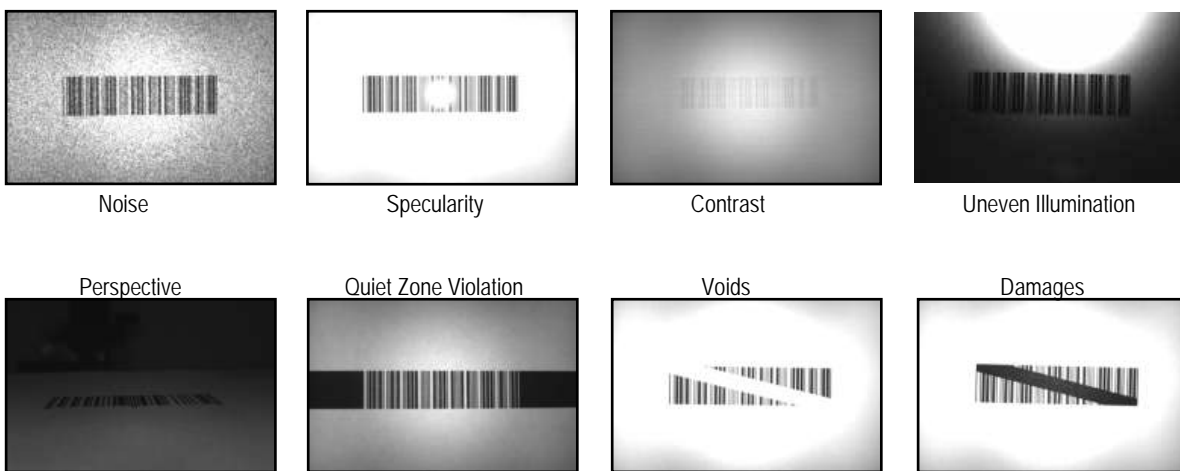 Noise
Specularity
Contrast
Uneven Illumination
Perspective
Quiet Zone Violation
Voids
Damages